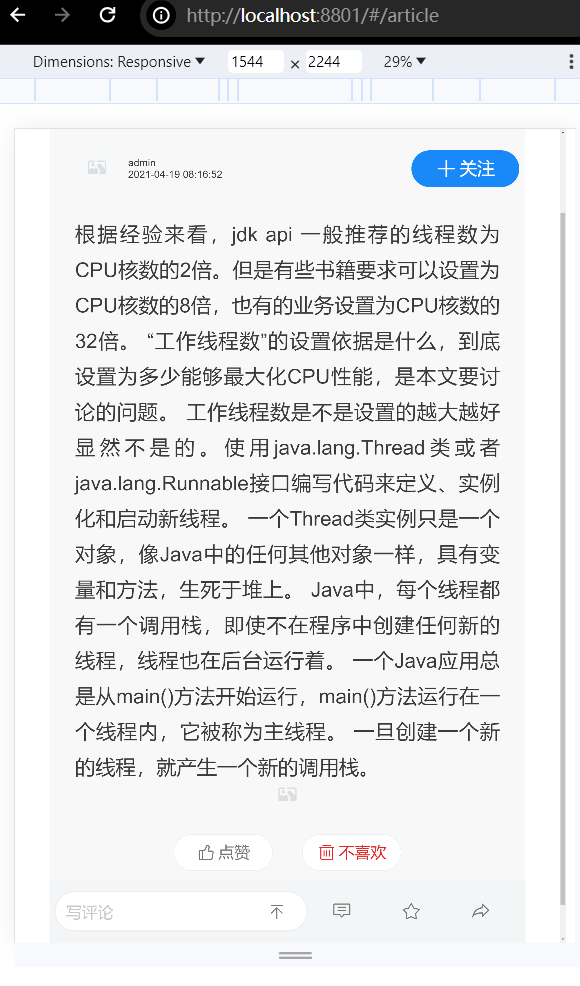 http://localhost:8801/#/article
Dimensions: Responsive ▼ 1544 × 2244 29% ▼
admin
2021-04-19 08:16:52
关注
根据经验来看，jdk api 一般推荐的线程数为
CPU核数的2倍。但是有些书籍要求可以设置为
CPU核数的8倍，也有的业务设置为CPU核数的
32倍。 “工作线程数”的设置依据是什么，到底
设置为多少能够最大化CPU性能，是本文要讨
论的问题。 工作线程数是不是设置的越大越好
显然不是的。使用java.lang.Thread类或者
java.lang.Runnable接口编写代码来定义、实例
化和启动新线程。 一个Thread类实例只是一个
对象，像Java中的任何其他对象一样，具有变
量和方法，生死于堆上。 Java中，每个线程都
有一个调用栈，即使不在程序中创建任何新的
线程，线程也在后台运行着。 一个Java应用总
是从main()方法开始运行，main()方法运行在一
个线程内，它被称为主线程。 一旦创建一个新
的线程，就产生一个新的调用栈。
点赞 不喜欢
写评论